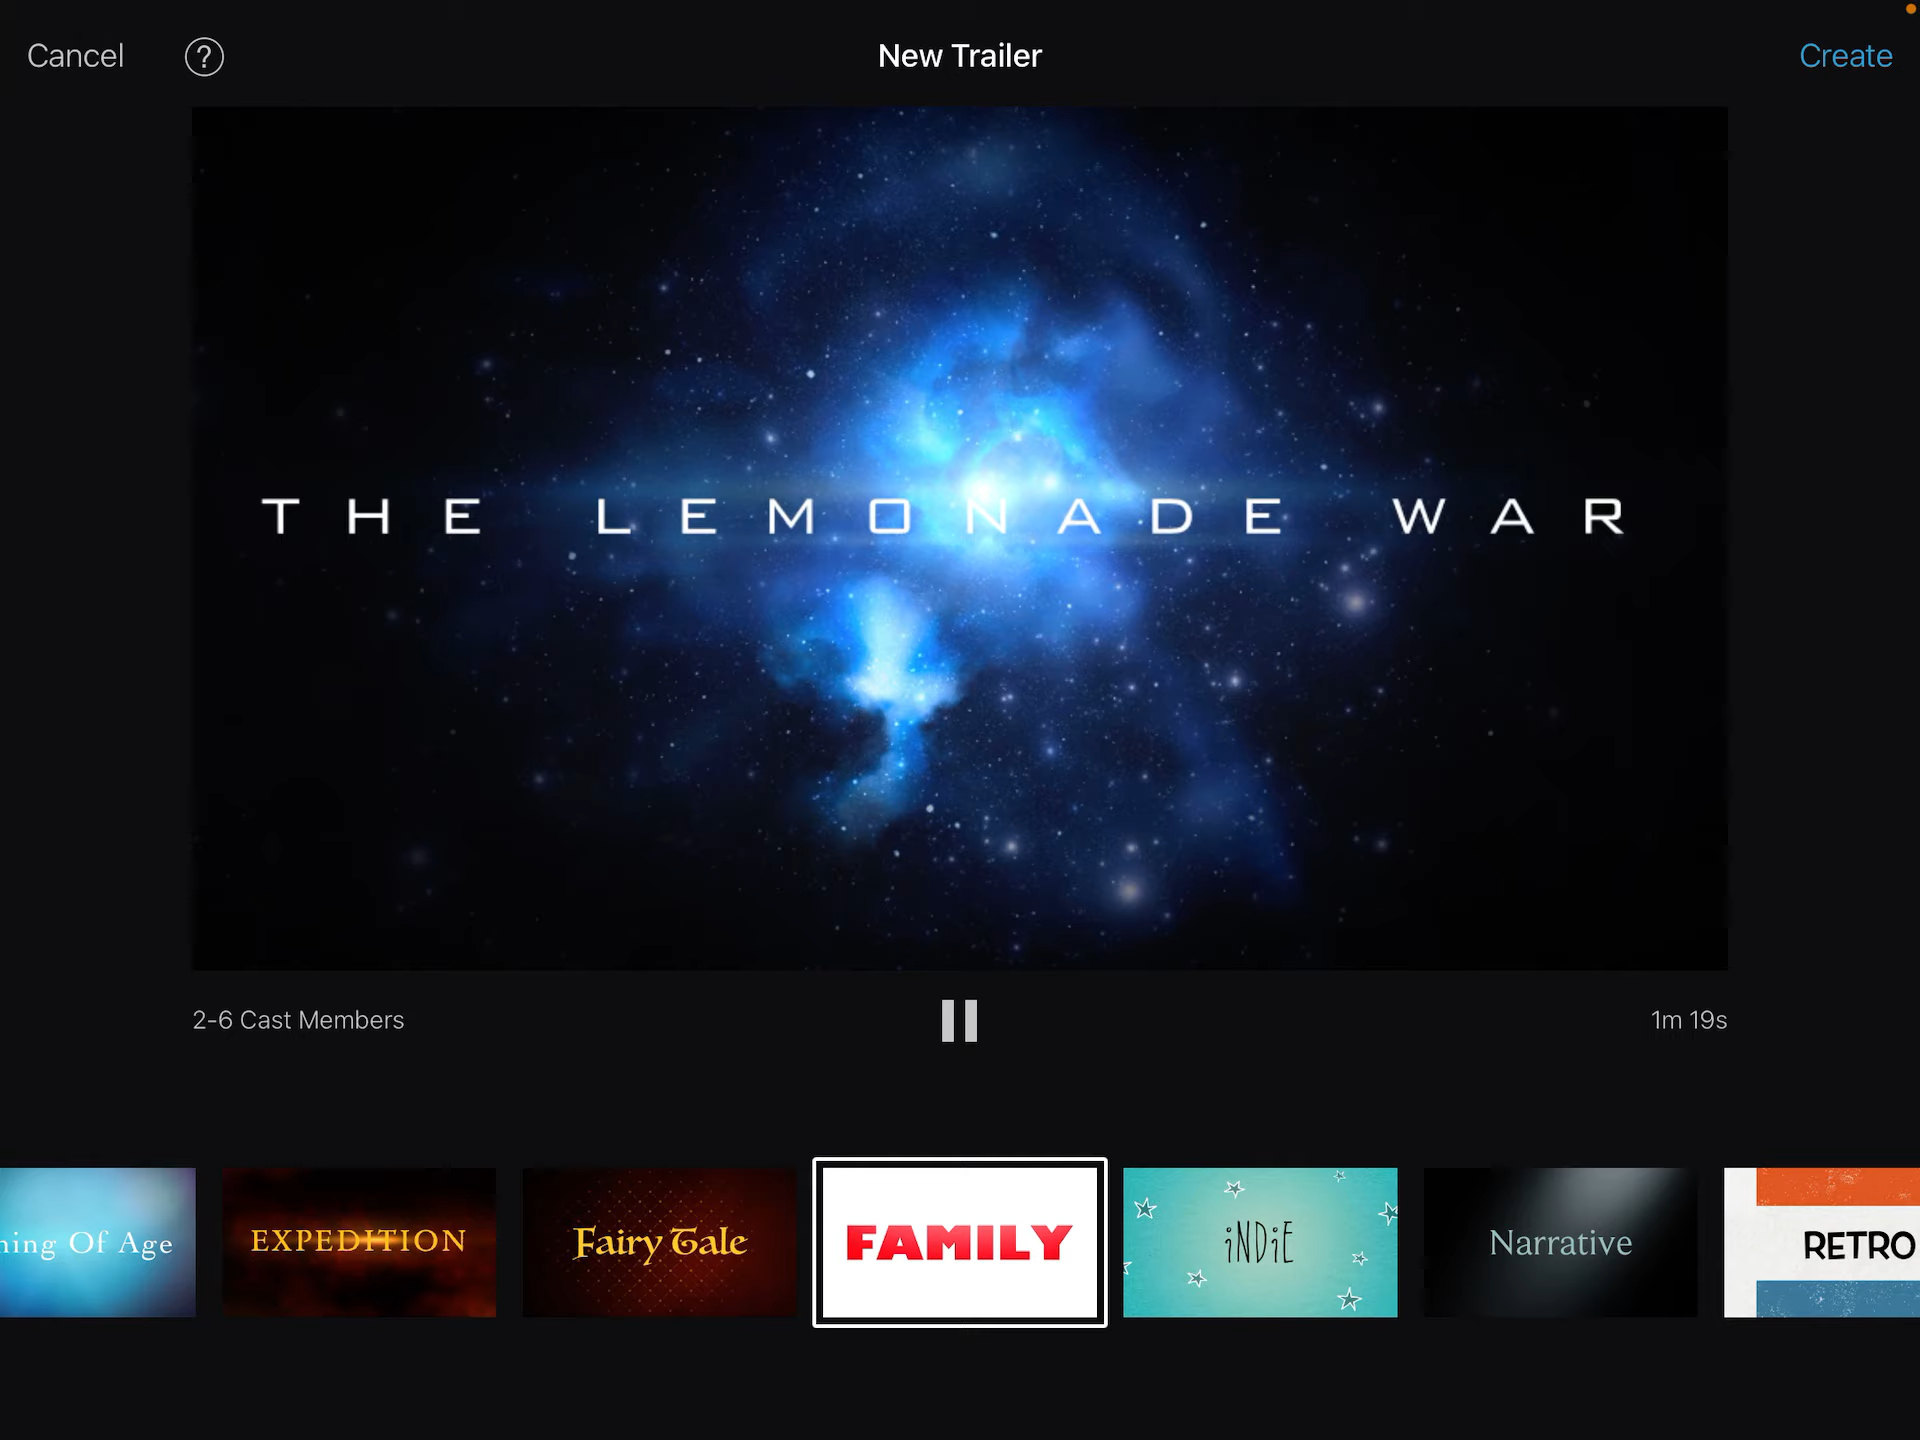 Cancel ? New Trailer Create
THE LEMONADE WAR
2-6 Cast Members 1m 19s
ning Of Age EXPEDITION Fairy Tale FAMILY iNDiE Narrative RETRO